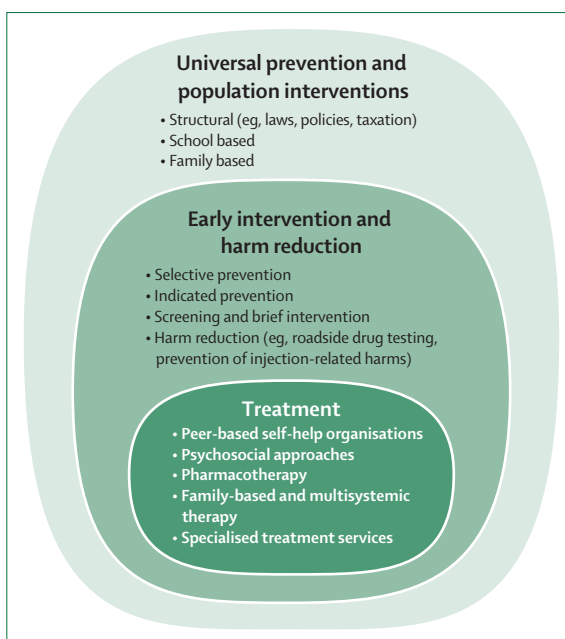 Universal prevention and
population interventions
• Structural (eg, laws, policies, taxation)
• School based
• Family based
Early intervention and
harm reduction
• Selective prevention
• Indicated prevention
• Screening and brief intervention
• Harm reduction (eg, roadside drug testing,
prevention of injection-related harms)
Treatment
• Peer-based self-help organisations
• Psychosocial approaches
• Pharmacotherapy
• Family-based and multisystemic
therapy
• Specialised treatment services